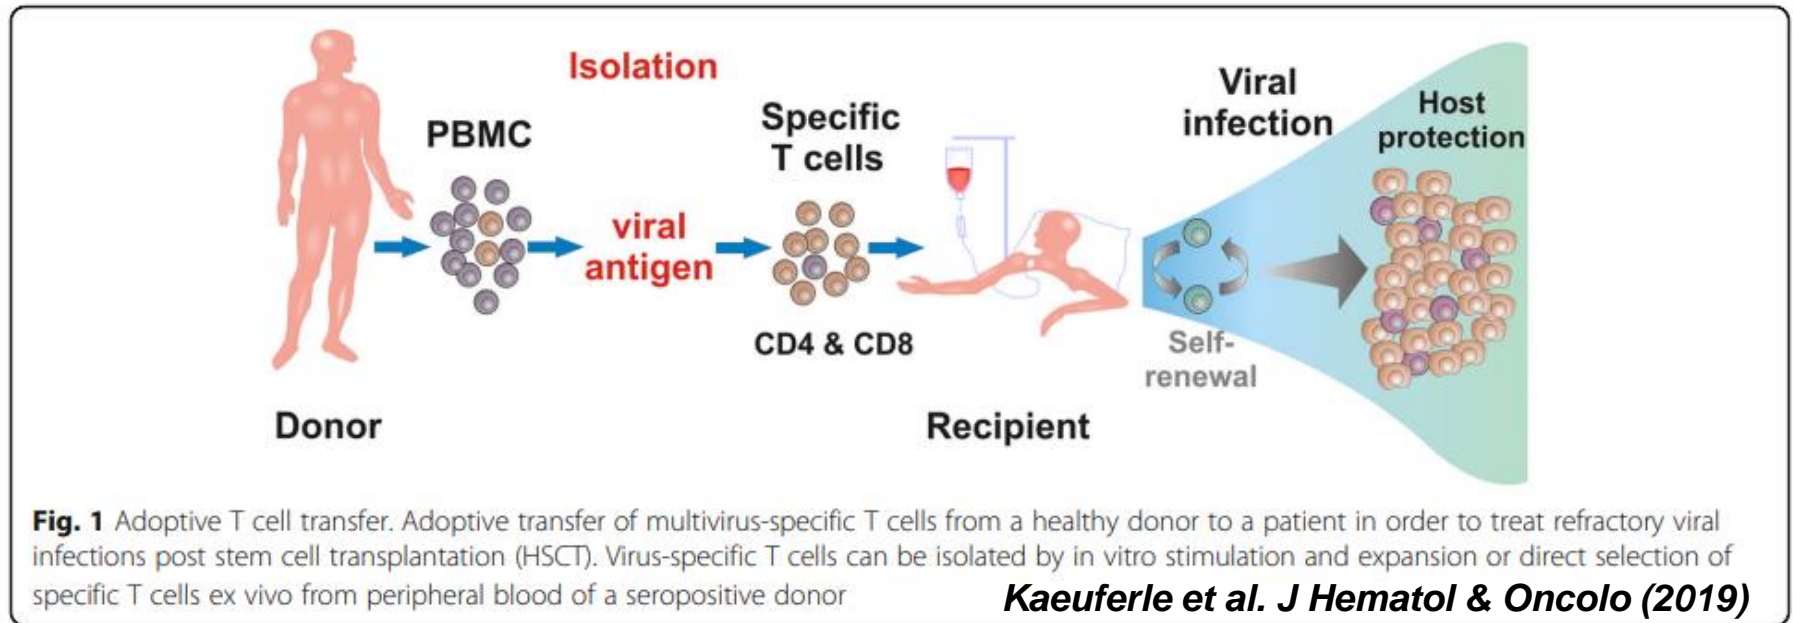 Isolation
PBMC
viral
antigen
Specific
T cells
CD4 & CD8
Viral
infection
Host
protection
Self-
renewal
Donor
Recipient
Fig. 1 Adoptive T cell transfer. Adoptive transfer of multivirus-specific T cells from a healthy donor to a patient in order to treat refractory viral
infections post stem cell transplantation (HSCT). Virus-specific T cells can be isolated by in vitro stimulation and expansion or direct selection of
specific T cells ex vivo from peripheral blood of a seropositive donor
Kaeuferle et al. J Hematol & Oncolo (2019)